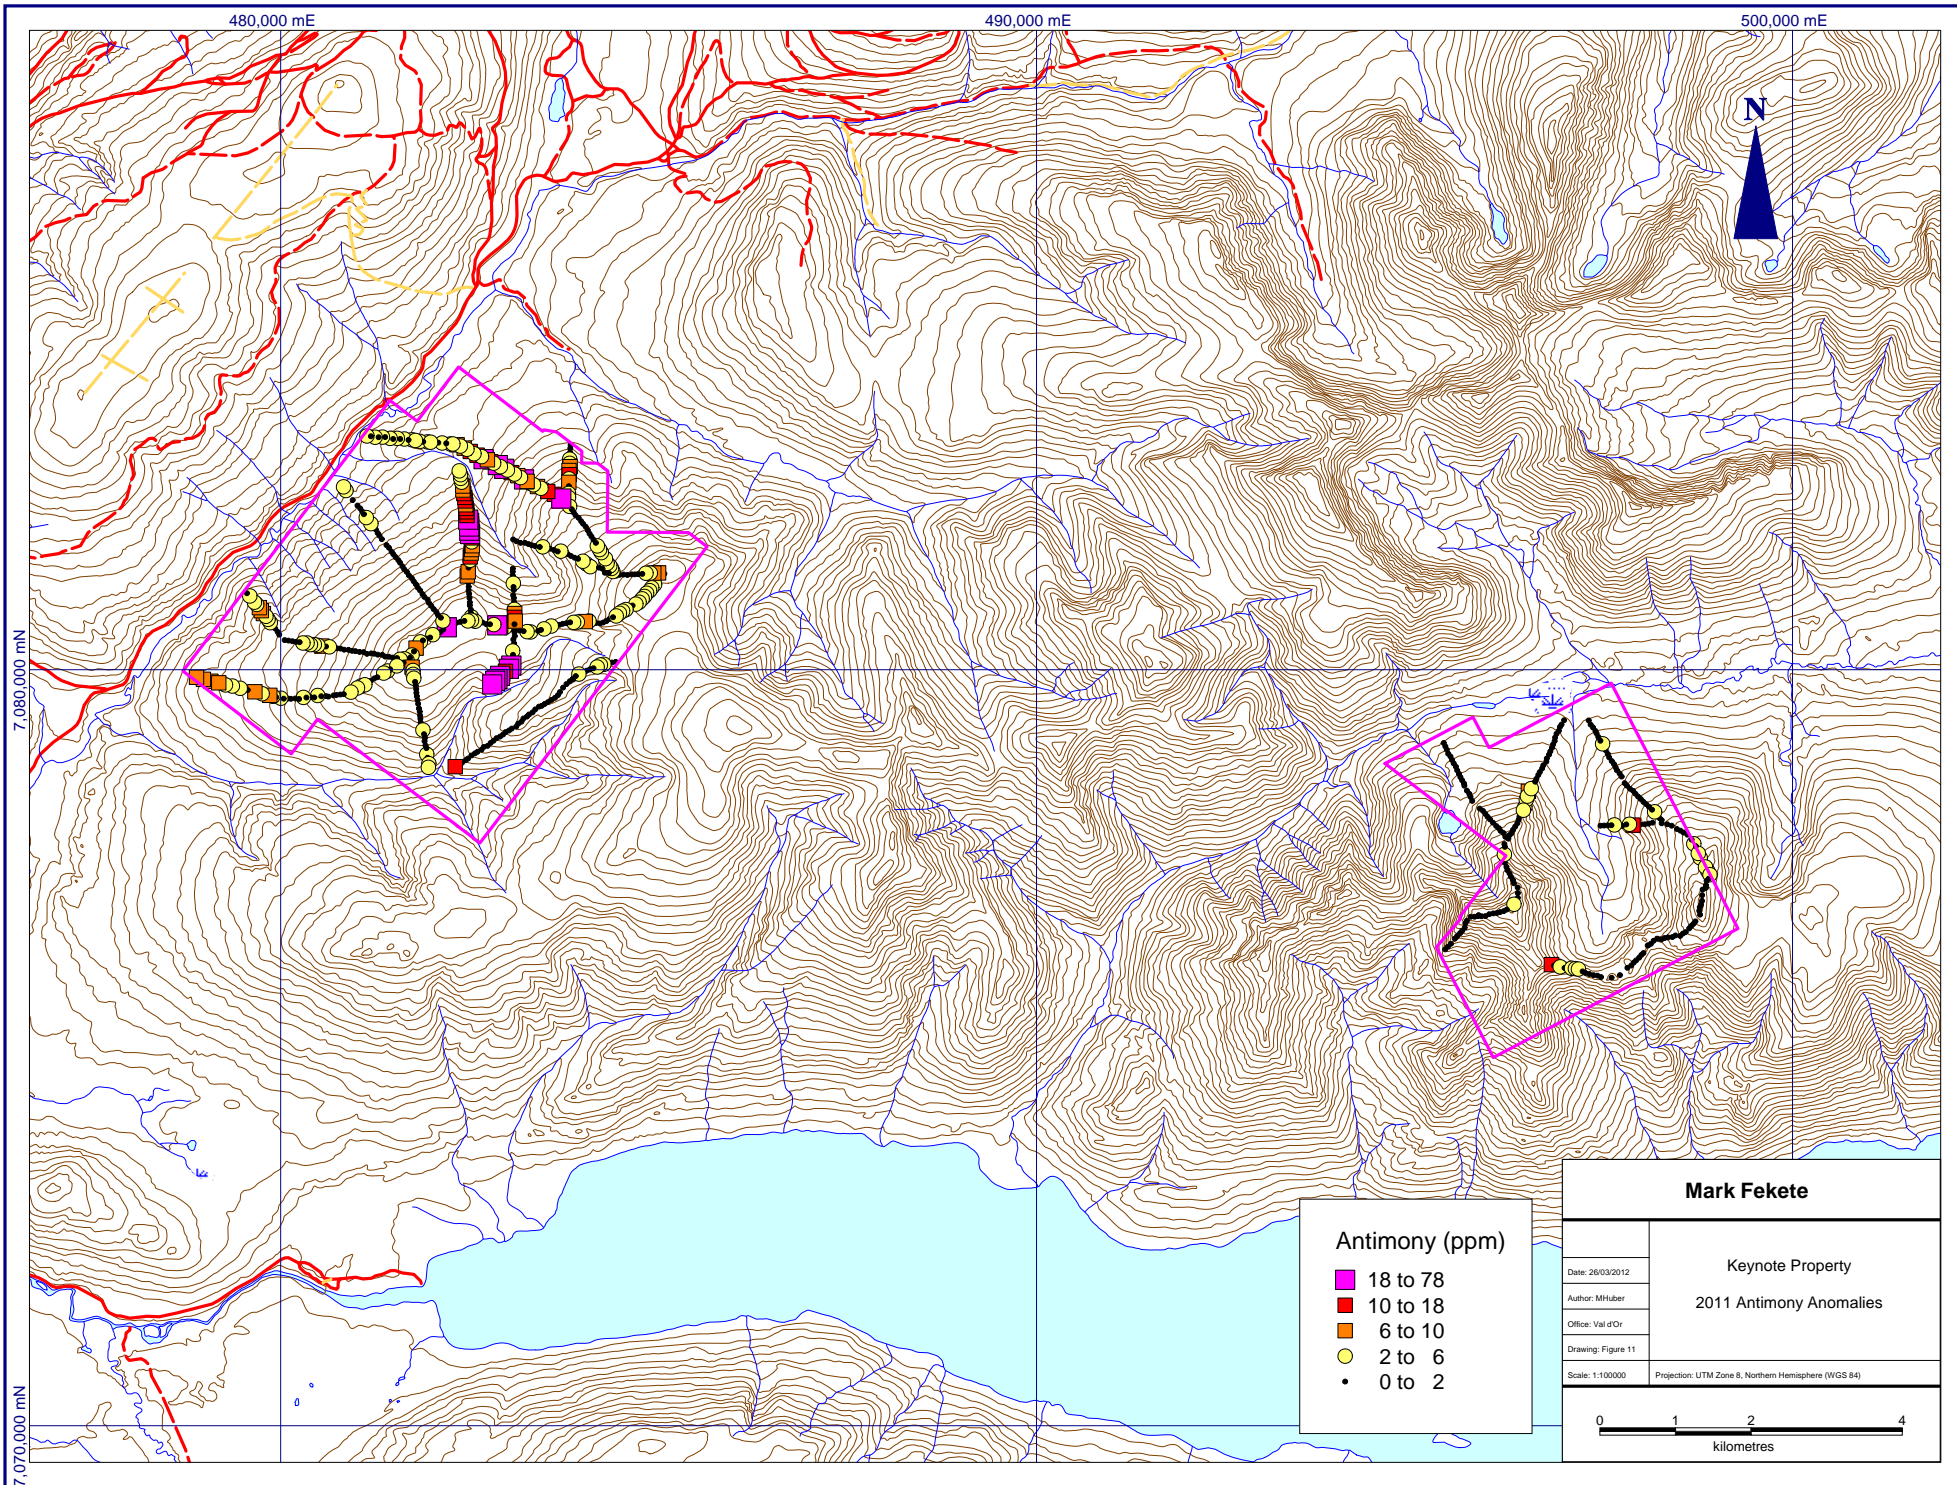 480,000 mE
490,000 mE
500,000 mE
N
7,080,000 mN
7,070,000 mN
Antimony (ppm)
18 to 78
10 to 18
6 to 10
2 to 6
0 to 2
Mark Fekete
Keynote Property
2011 Antimony Anomalies
Date: 26/03/2012
Author: MHuber
Office: Val d'Or
Drawing: Figure 11
Scale: 1:100000
Projection: UTM Zone 8, Northern Hemisphere (WGS 84)
0 1 2 4
kilometres